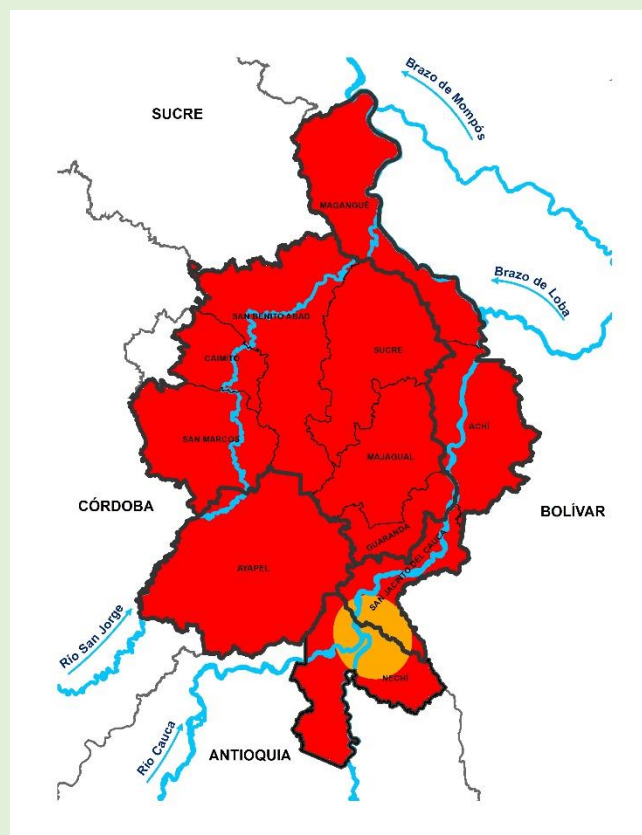 Brazo de Mompós
SUCRE
MAGANGUÉ
Brazo de Loba
SAN BENITO ABAD
SUCRE
CAIMITO
ACHÍ
SAN MARCOS
MAJAGUAL
CÓRDOBA
BOLÍVAR
GUARANDA
AYAPEL
SAN JACINTO DEL CAUCA
Río San Jorge
NECHÍ
Río Cauca
ANTIOQUIA